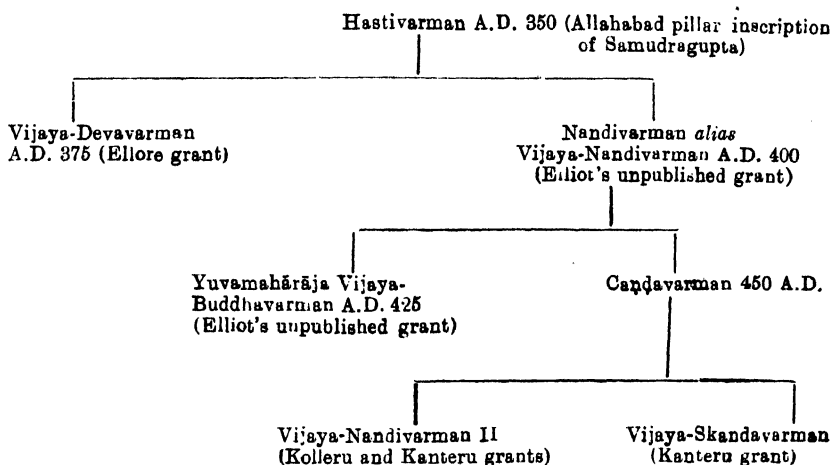 Hastivarman A.D. 350 (Allahabad pillar inscription
of Samudragupta)
Vijaya-Devavarman
A.D. 375 (Ellore grant)
Nandivarman alias
Vijaya-Nandivarman A.D. 400
(Elliot's unpublished grant)
Yuvamahārāja Vijaya-
Buddhavarman A.D. 425
(Elliot's unpublished grant)
Caṇḍavarman 450 A.D.
Vijaya-Nandivarman II
(Kolleru and Kanteru grants)
Vijaya-Skandavarman
(Kanteru grant)